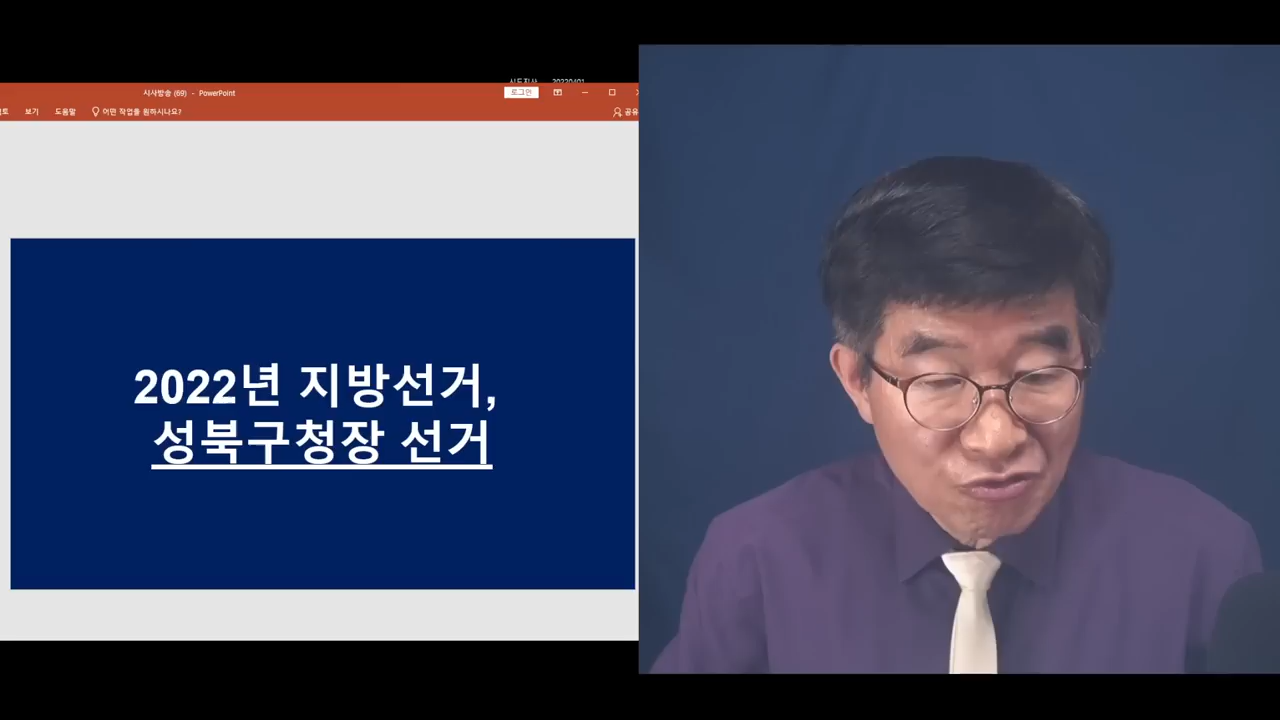 시사방송 (69) - PowerPoint
로그인
보기 도움말 어떤 작업을 원하시나요? 공유
2022년 지방선거,
성북구청장 선거